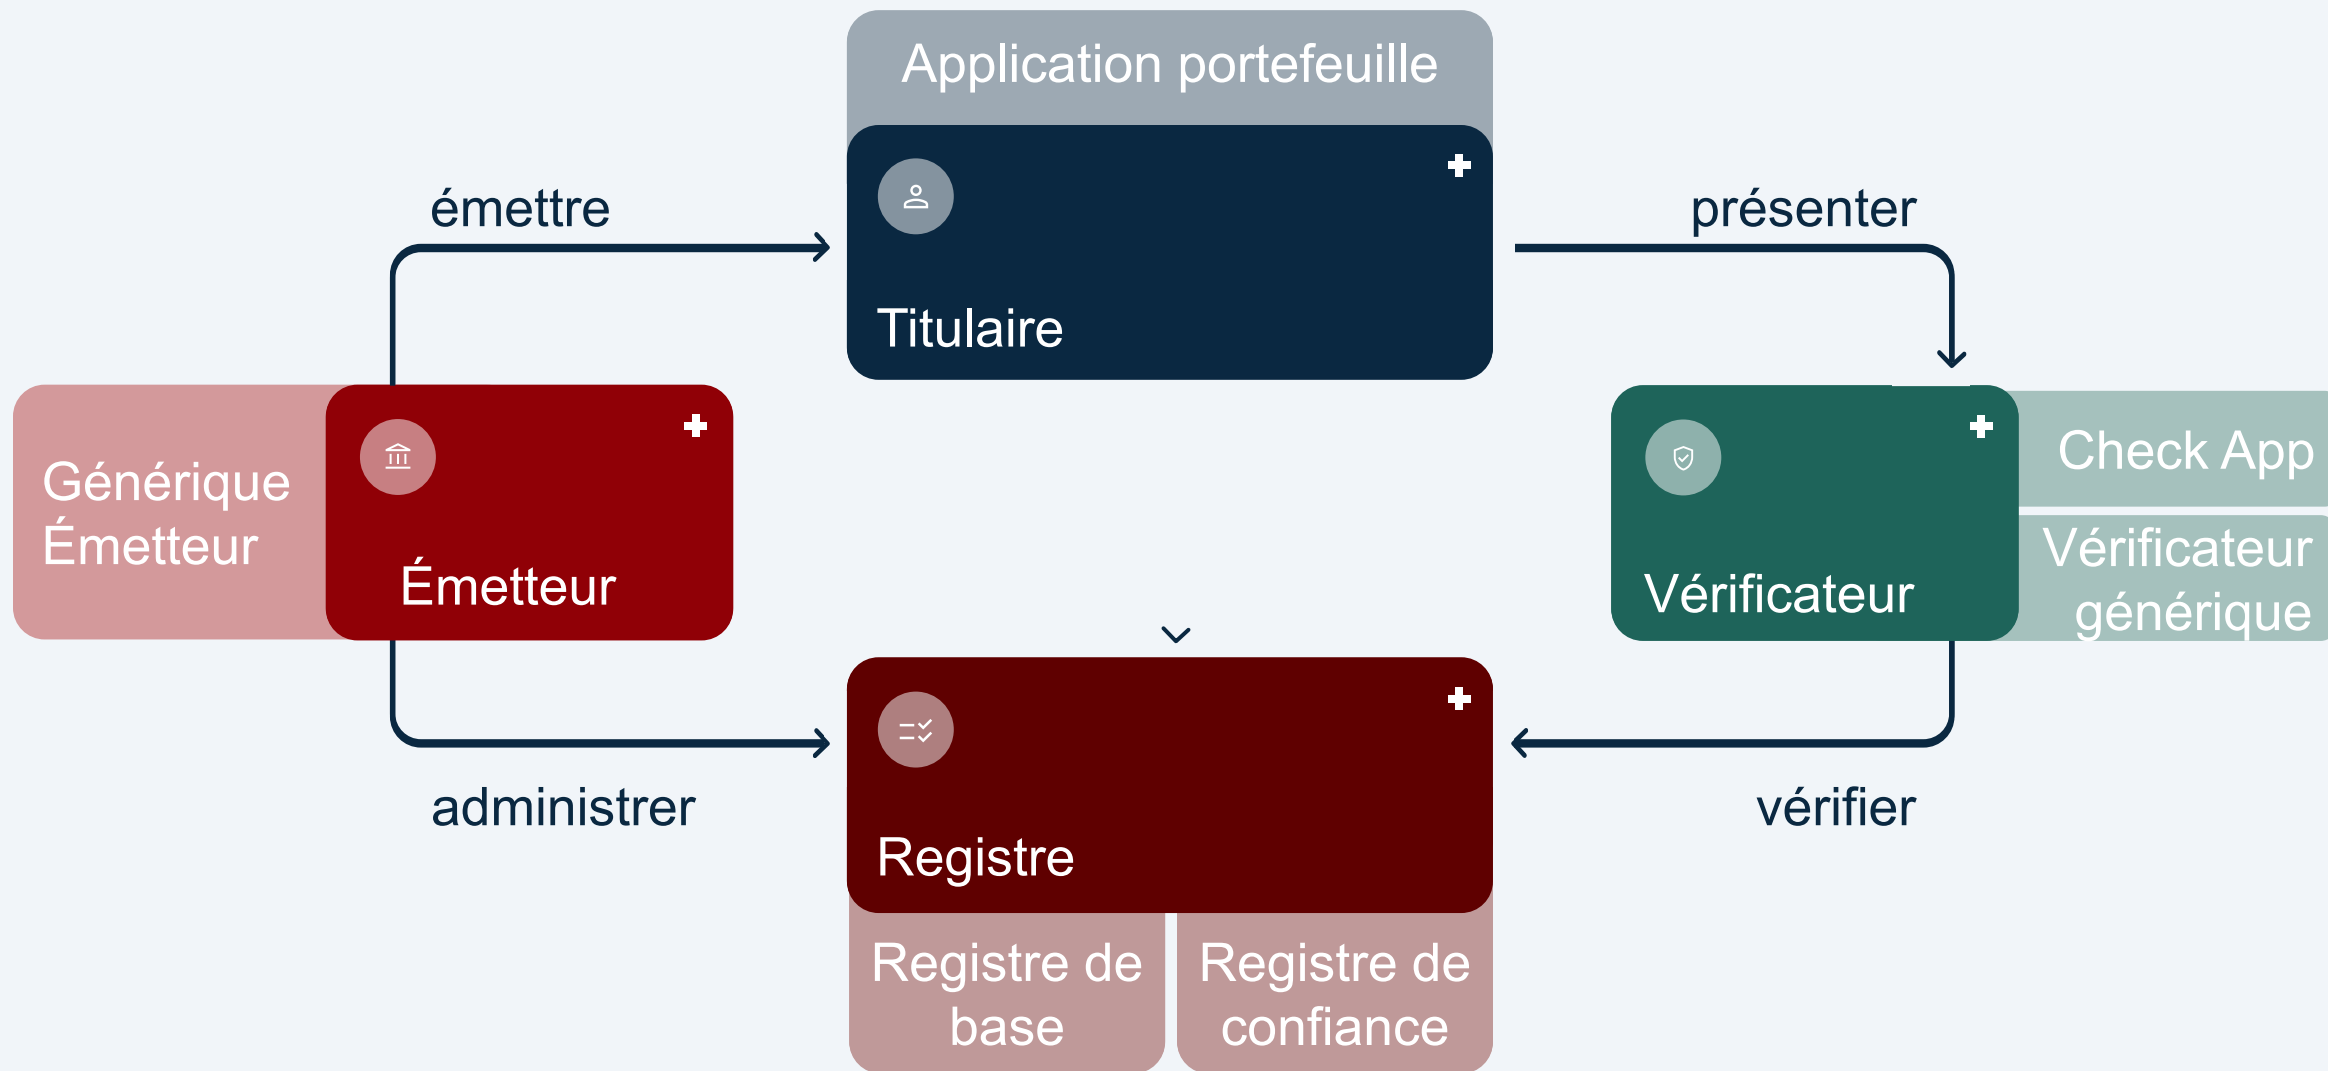 Application portefeuille
émettre
présenter
Titulaire
Générique
Émetteur
Émetteur
Check App
Vérificateur
générique
Vérificateur
administrer
vérifier
Registre
Registre de
base
Registre de
confiance